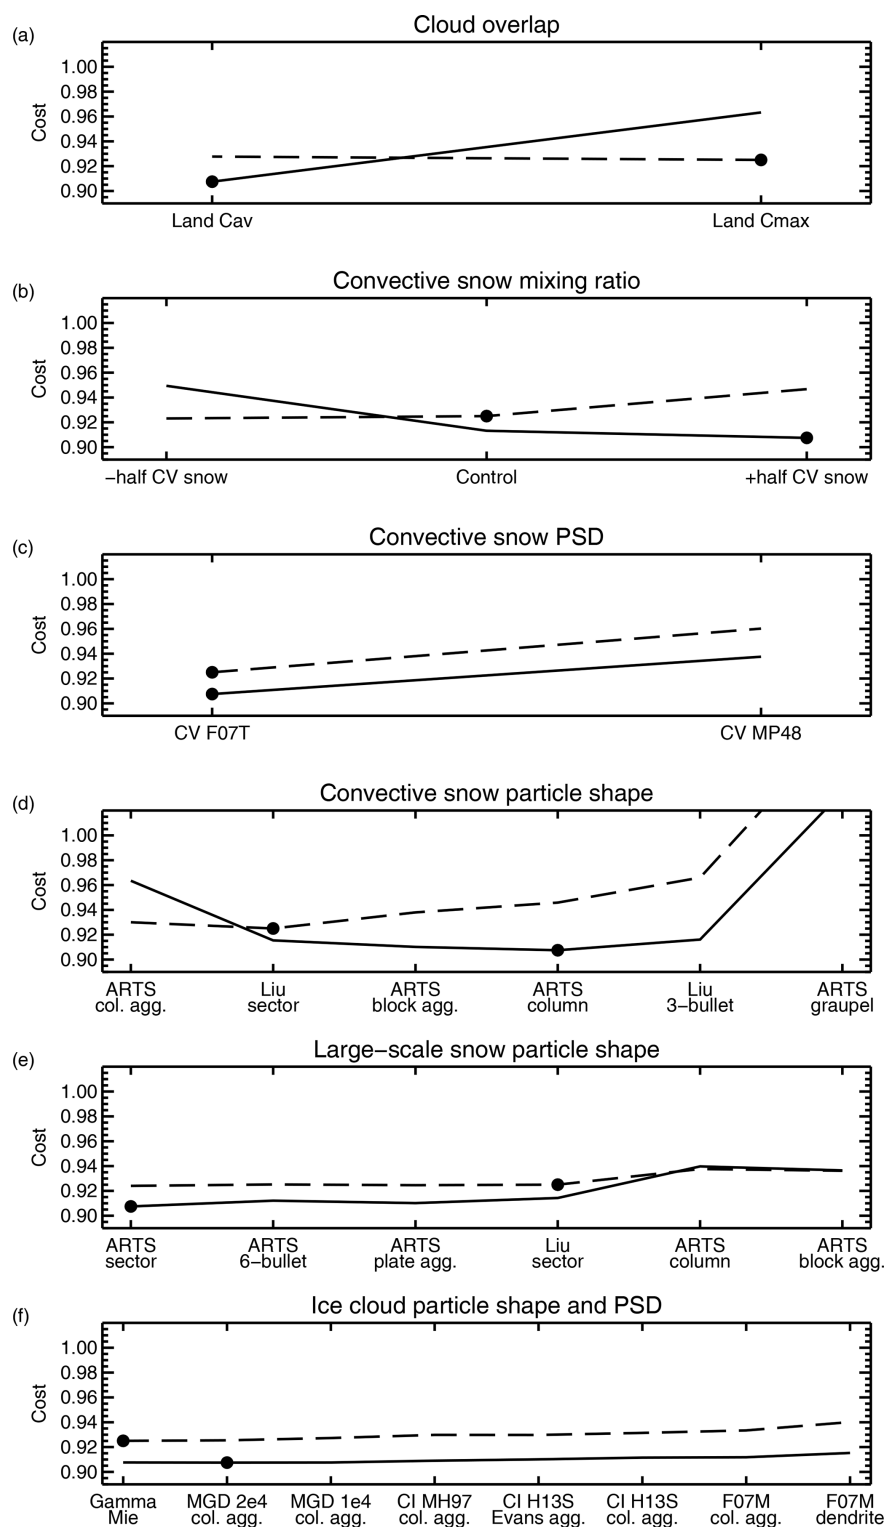 (a)
Cloud overlap
1.00
0.98
0.96
0.94
0.92
0.90
Cost
Land Cav
Land Cmax
(b)
Convective snow mixing ratio
1.00
0.98
0.96
0.94
0.92
0.90
Cost
−half CV snow
Control
+half CV snow
(c)
Convective snow PSD
1.00
0.98
0.96
0.94
0.92
0.90
Cost
CV F07T
CV MP48
(d)
Convective snow particle shape
1.00
0.98
0.96
0.94
0.92
0.90
Cost
ARTS
col. agg.
Liu
sector
ARTS
block agg.
ARTS
column
Liu
3−bullet
ARTS
graupel
(e)
Large−scale snow particle shape
1.00
0.98
0.96
0.94
0.92
0.90
Cost
ARTS
sector
ARTS
6−bullet
ARTS
plate agg.
Liu
sector
ARTS
column
ARTS
block agg.
(f)
Ice cloud particle shape and PSD
1.00
0.98
0.96
0.94
0.92
0.90
Cost
Gamma
Mie
MGD 2e4
col. agg.
MGD 1e4
col. agg.
CI MH97
col. agg.
CI H13S
Evans agg.
CI H13S
col. agg.
F07M
col. agg.
F07M
dendrite